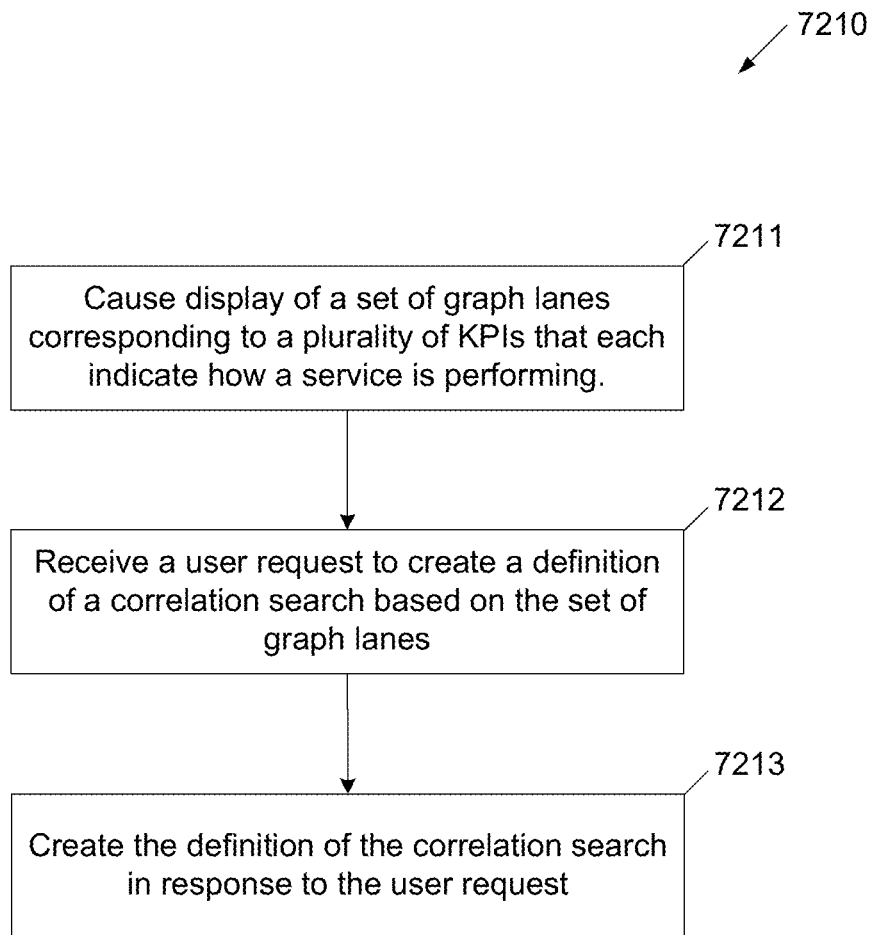 7210
7211
Cause display of a set of graph lanes
corresponding to a plurality of KPIs that each
indicate how a service is performing.
7212
Receive a user request to create a definition
of a correlation search based on the set of
graph lanes
7213
Create the definition of the correlation search
in response to the user request